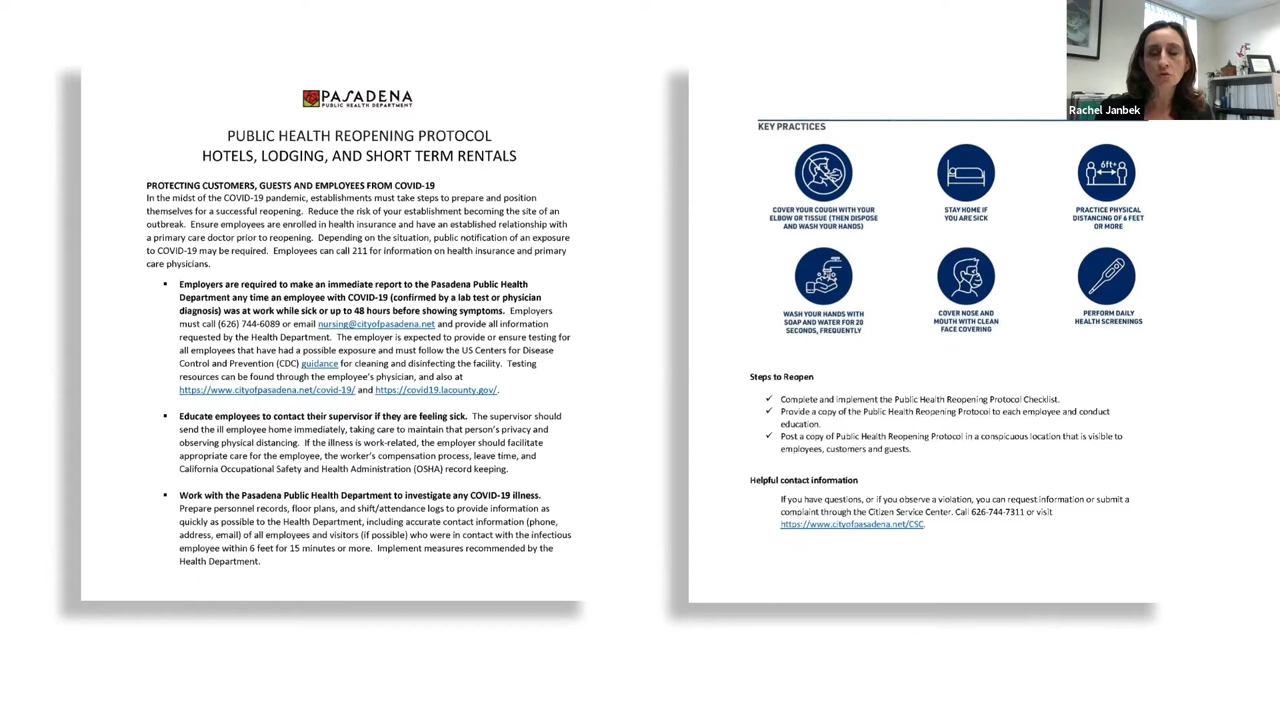 PASADENA
PUBLIC HEALTH DEPARTMENT
PUBLIC HEALTH REOPENING PROTOCOL
HOTELS, LODGING, AND SHORT TERM RENTALS
PROTECTING CUSTOMERS, GUESTS AND EMPLOYEES FROM COVID-19
In the midst of the COVID-19 pandemic, establishments must take steps to prepare and position
themselves for a successful reopening. Reduce the risk of your establishment becoming the site of an
outbreak. Ensure employees are enrolled in health insurance and have an established relationship with
a primary care doctor prior to reopening. Depending on the situation, public notification of an exposure
to COVID-19 may be required. Employees can call 211 for information on health insurance and primary
care physicians.
▪ Employers are required to make an immediate report to the Pasadena Public Health
Department any time an employee with COVID-19 (confirmed by a lab test or physician
diagnosis) was at work while sick or up to 48 hours before showing symptoms. Employers
must call (626) 744-6089 or email nursing@cityofpasadena.net and provide all information
requested by the Health Department. The employer is expected to provide or ensure testing for
all employees that have had a possible exposure and must follow the US Centers for Disease
Control and Prevention (CDC) guidance for cleaning and disinfecting the facility. Testing
resources can be found through the employee's physician, and also at
https://www.cityofpasadena.net/covid-19/ and https://covid19.lacounty.gov/.
▪ Educate employees to contact their supervisor if they are feeling sick. The supervisor should
send the ill employee home immediately, taking care to maintain that person's privacy and
observing physical distancing. If the illness is work-related, the employer should facilitate
appropriate care for the employee, the worker's compensation process, leave time, and
California Occupational Safety and Health Administration (OSHA) record keeping.
▪ Work with the Pasadena Public Health Department to investigate any COVID-19 illness.
Prepare personnel records, floor plans, and shift/attendance logs to provide information as
quickly as possible to the Health Department, including accurate contact information (phone,
address, email) of all employees and visitors (if possible) who were in contact with the infectious
employee within 6 feet for 15 minutes or more. Implement measures recommended by the
Health Department.
Rachel Janbek
KEY PRACTICES
6ft+
COVER YOUR COUGH WITH YOUR
ELBOW OR TISSUE (THEN DISPOSE
AND WASH YOUR HANDS)
STAY HOME IF
YOU ARE SICK
PRACTICE PHYSICAL
DISTANCING OF 6 FEET
OR MORE
WASH YOUR HANDS WITH
SOAP AND WATER FOR 20
SECONDS, FREQUENTLY
COVER NOSE AND
MOUTH WITH CLEAN
FACE COVERING
PERFORM DAILY
HEALTH SCREENINGS
Steps to Reopen
✓ Complete and implement the Public Health Reopening Protocol Checklist.
✓ Provide a copy of the Public Health Reopening Protocol to each employee and conduct
education.
✓ Post a copy of Public Health Reopening Protocol in a conspicuous location that is visible to
employees, customers and guests.
Helpful contact information
If you have questions, or if you observe a violation, you can request information or submit a
complaint through the Citizen Service Center. Call 626-744-7311 or visit
https://www.cityofpasadena.net/CSC.